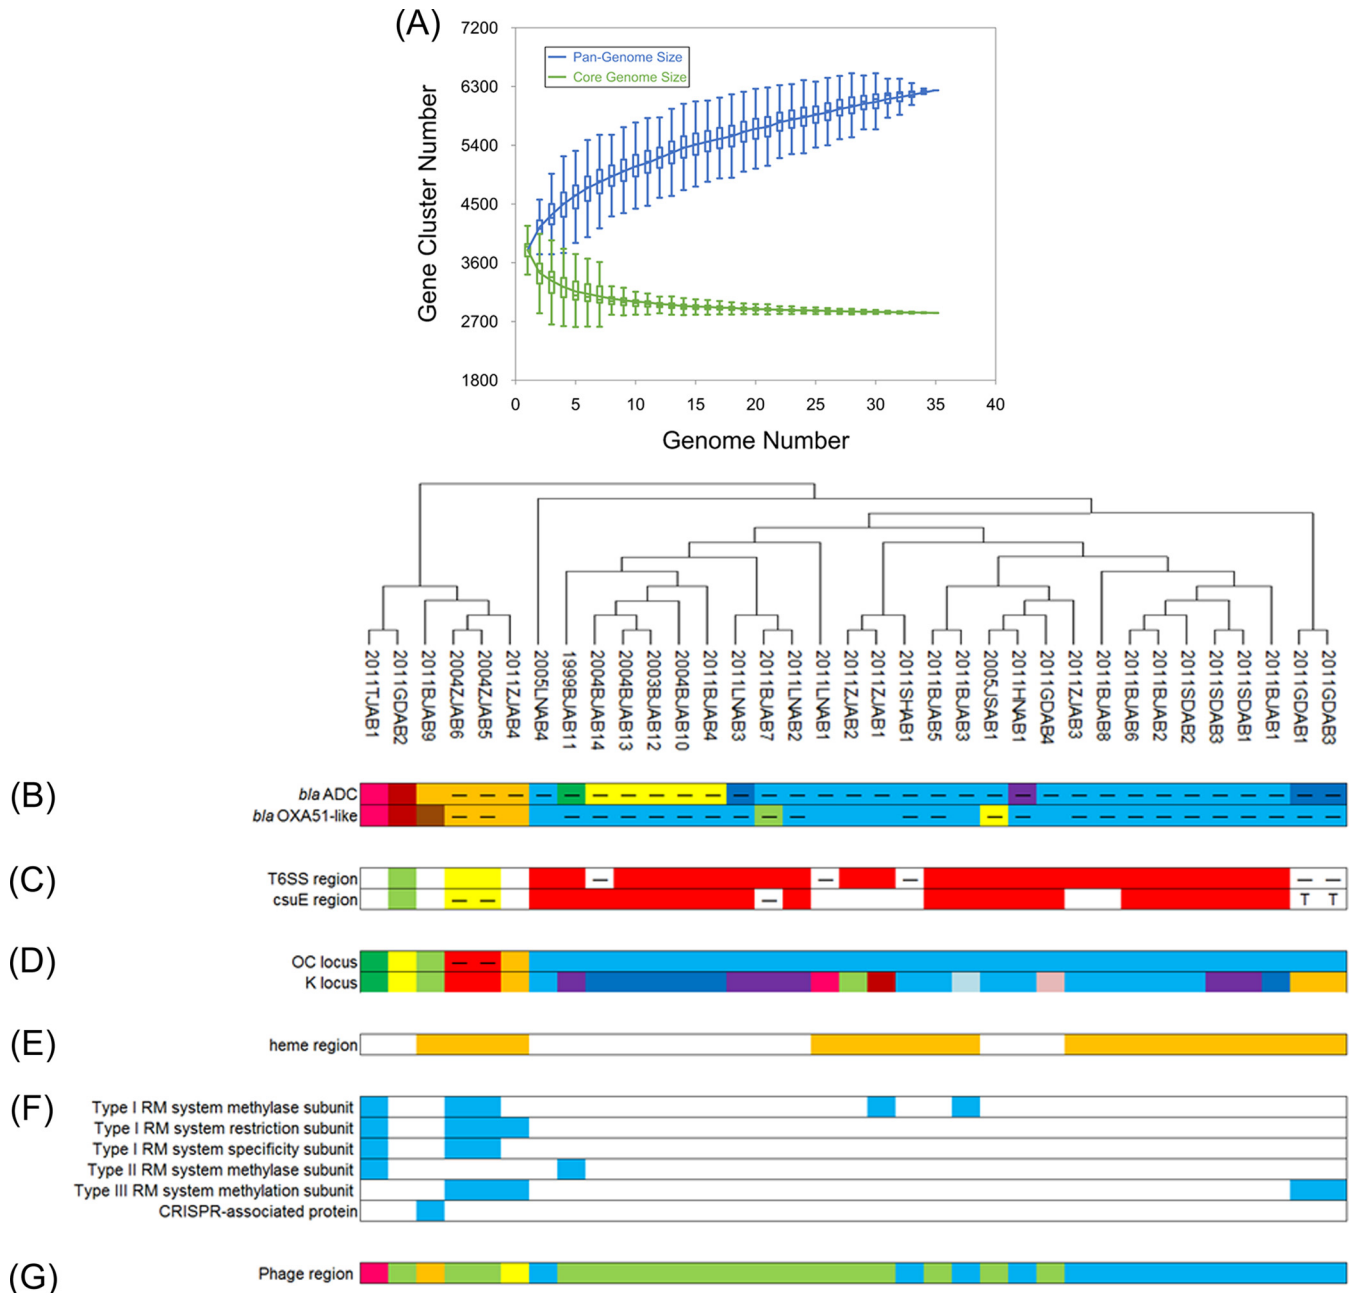 (A)
7200
6300
5400
4500
3600
2700
1800
Gene Cluster Number
Pan-Genome Size
Core Genome Size
0 5 10 15 20 25 30 35 40
Genome Number
2011TJAB1
2011GDAB2
2011BJAB9
2004ZJAB6
2004ZJAB5
2011ZJAB4
2005LNAB4
1999BJAB11
2004BJAB14
2004BJAB13
2003BJAB12
2004BJAB10
2011BJAB4
2011LNAB3
2011BJAB7
2011LNAB2
2011LNAB1
2011ZJAB2
2011ZJAB1
2011SHAB1
2011BJAB5
2011BJAB3
2005JSAB1
2011HNAB1
2011GDAB4
2011ZJAB3
2011BJAB8
2011BJAB6
2011BJAB2
2011SDAB2
2011SDAB3
2011SDAB1
2011BJAB1
2011GDAB1
2011GDAB3
(B)
bla ADC — — — — — — — — — — — — — — — — — — — — — — — — — — — — — — — —
bla OXA51-like — — — — — — — — — — — — — — — — — — — — — — — — —
(C)
T6SS region — — — — —
csuE region — — — T T
(D)
OC locus — —
K locus
(E)
heme region
(F)
Type I RM system methylase subunit
Type I RM system restriction subunit
Type I RM system specificity subunit
Type II RM system methylase subunit
Type III RM system methylation subunit
CRISPR-associated protein
(G)
Phage region